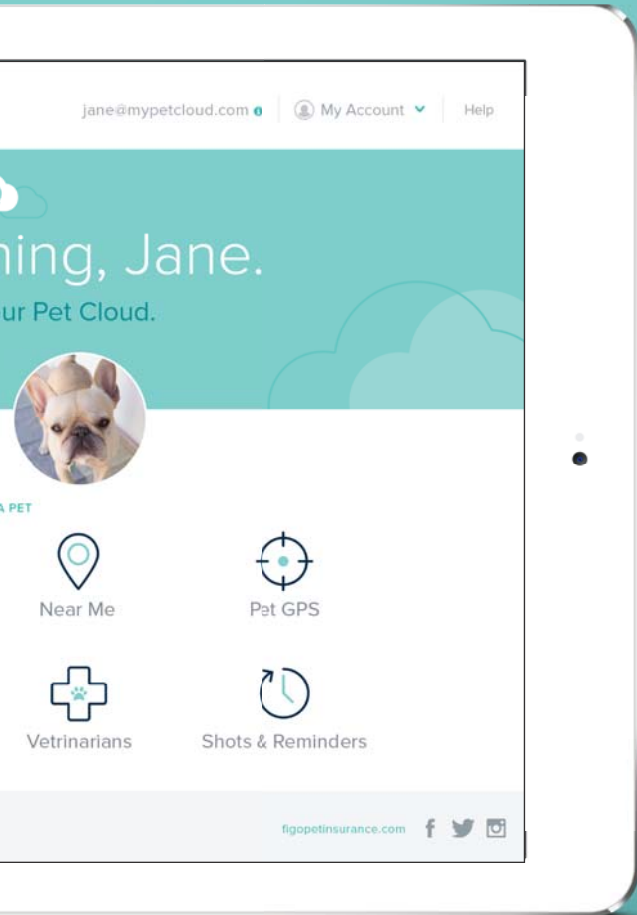 jane@mypetcloud.com My Account Help
ning, Jane.
ur Pet Cloud.
A PET
Near Me Pet GPS
Vetrinarians Shots & Reminders
figopetinsurance.com